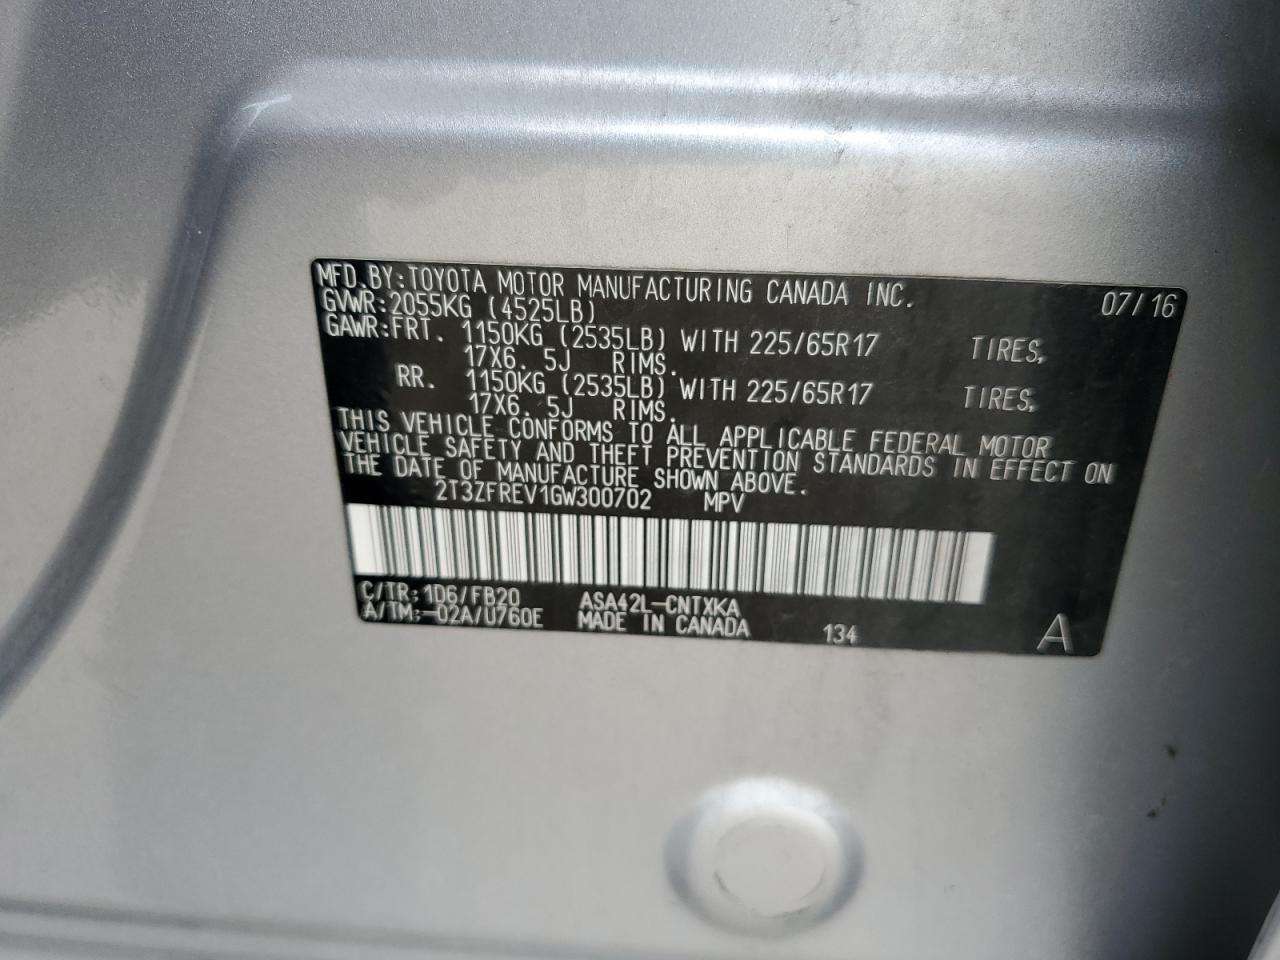 MFD.BY:TOYOTA MOTOR MANUFACTURING CANADA INC. 07/16
GVWR:2055KG (4525LB)
GAWR:FRT. 1150KG (2535LB) WITH 225/65R17 TIRES,
17X6.5J RIMS.
RR. 1150KG (2535LB) WITH 225/65R17 TIRES,
17X6.5J RIMS.
THIS VEHICLE CONFORMS TO ALL APPLICABLE FEDERAL MOTOR
VEHICLE SAFETY AND THEFT PREVENTION STANDARDS IN EFFECT ON
THE DATE OF MANUFACTURE SHOWN ABOVE.
2T3ZFREV1GW300702 MPV
C/TR:1D6/FB20 ASA42L-CNTXKA
A/TM:-02A/U760E MADE IN CANADA 134 A